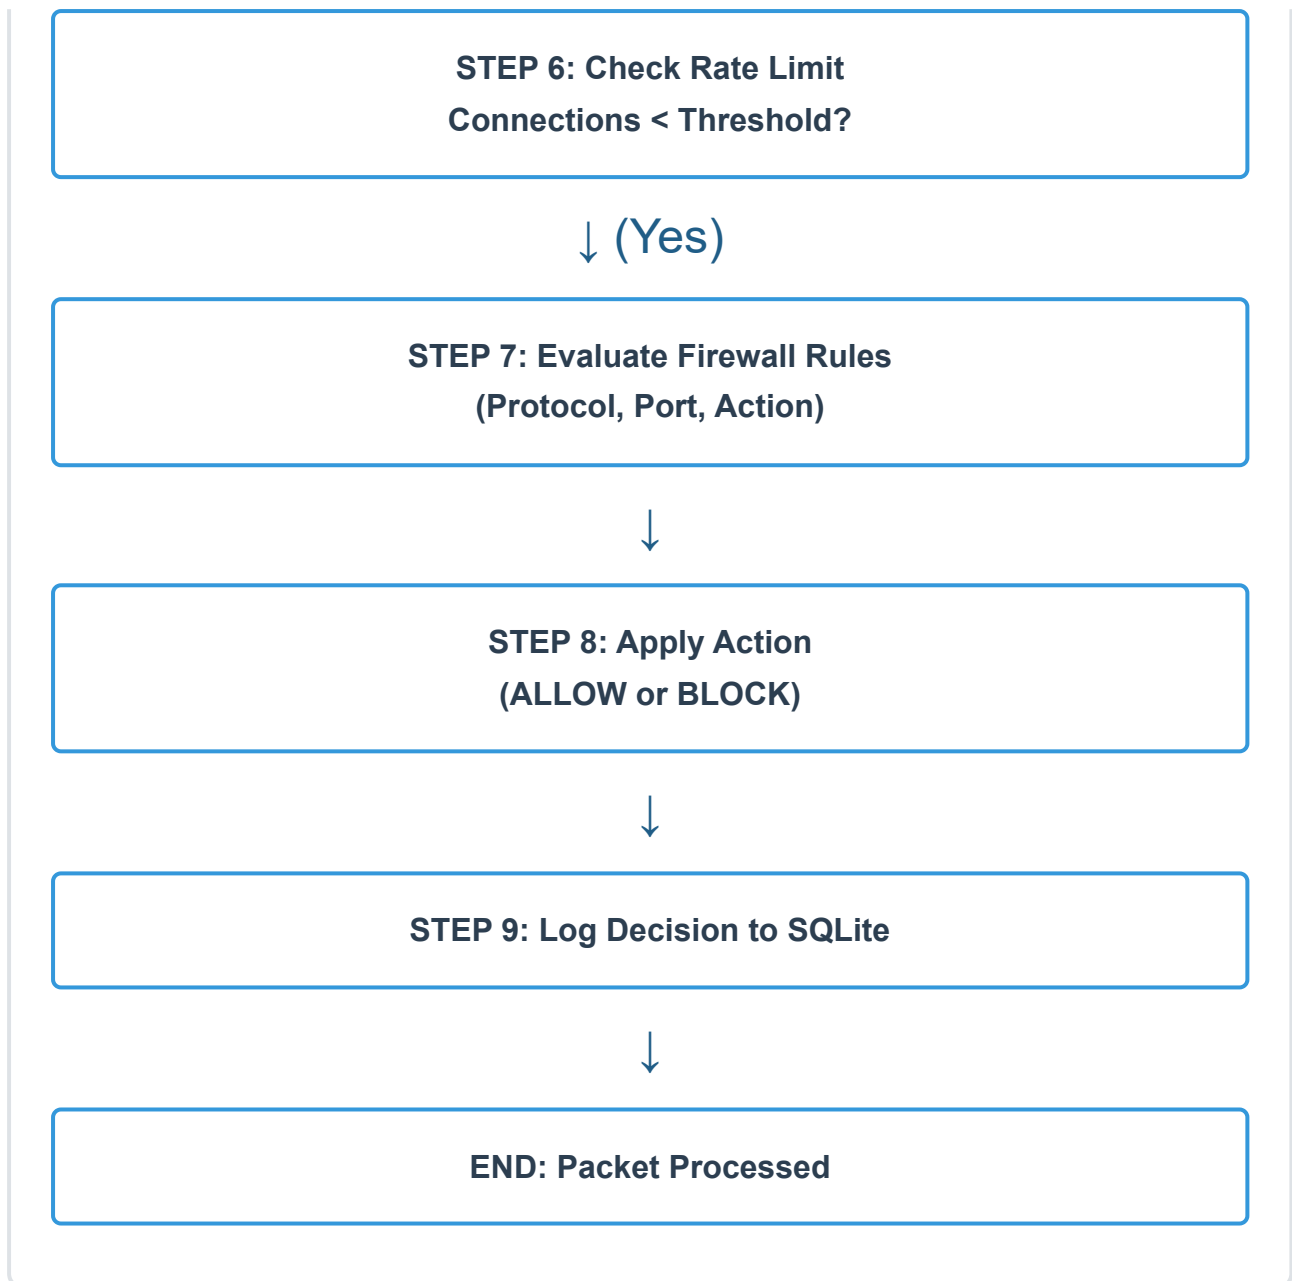 STEP 6: Check Rate Limit
Connections < Threshold?
↓ (Yes)
STEP 7: Evaluate Firewall Rules
(Protocol, Port, Action)
↓
STEP 8: Apply Action
(ALLOW or BLOCK)
↓
STEP 9: Log Decision to SQLite
↓
END: Packet Processed